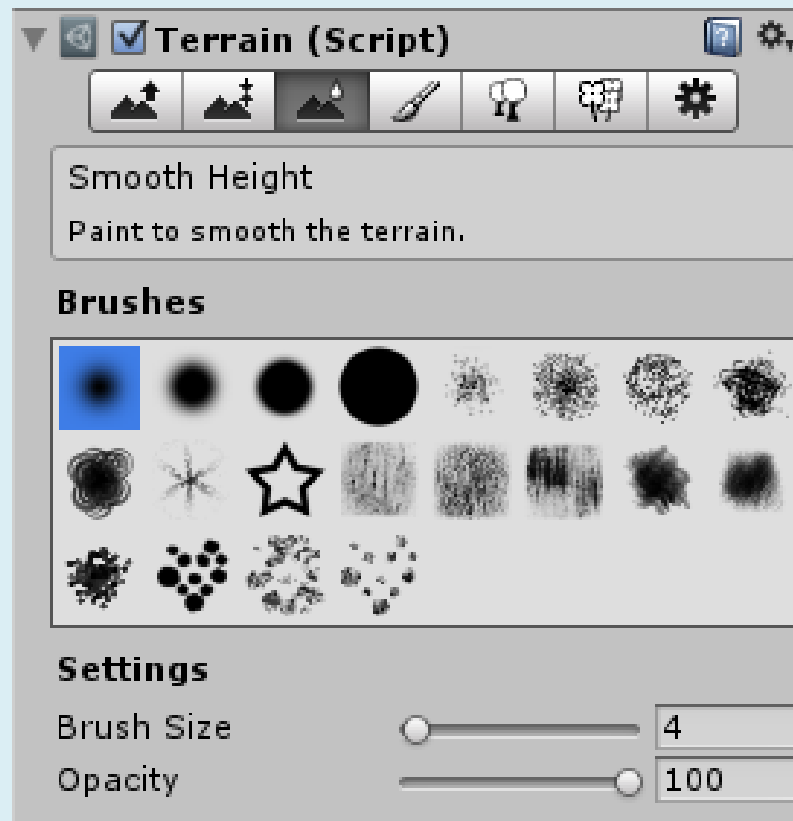 Terrain (Script)
Smooth Height
Paint to smooth the terrain.
Brushes
Settings
Brush Size 4
Opacity 100